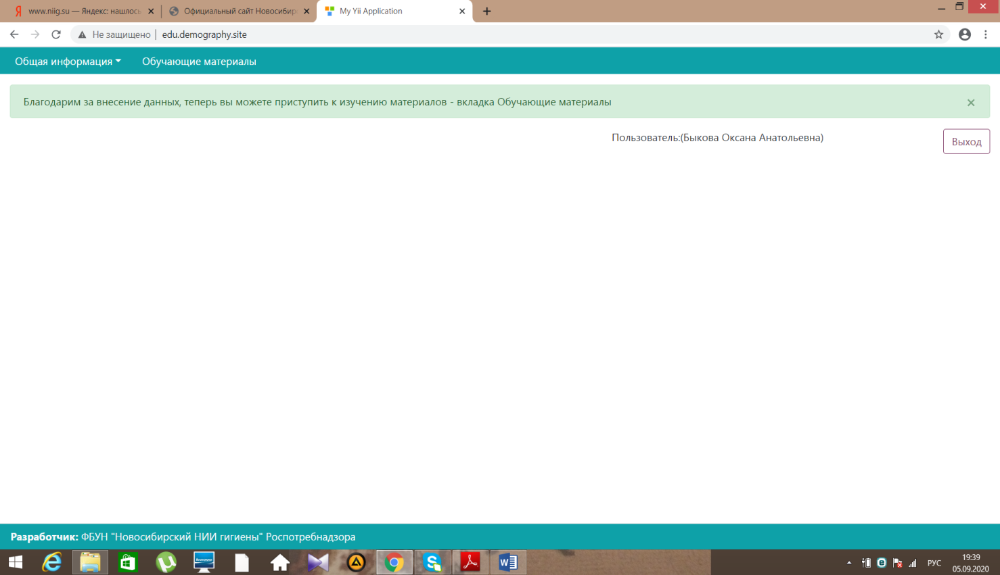 Я www.niig.su — Яндекс: нашлось
Официальный сайт Новосибир
My Yii Application
Не защищено | edu.demography.site
Общая информация
Обучающие материалы
Благодарим за внесение данных, теперь вы можете приступить к изучению материалов - вкладка Обучающие материалы
Пользователь:(Быкова Оксана Анатольевна)
Выход
Разработчик: ФБУН "Новосибирский НИИ гигиены" Роспотребнадзора
РУС
19:39
05.09.2020